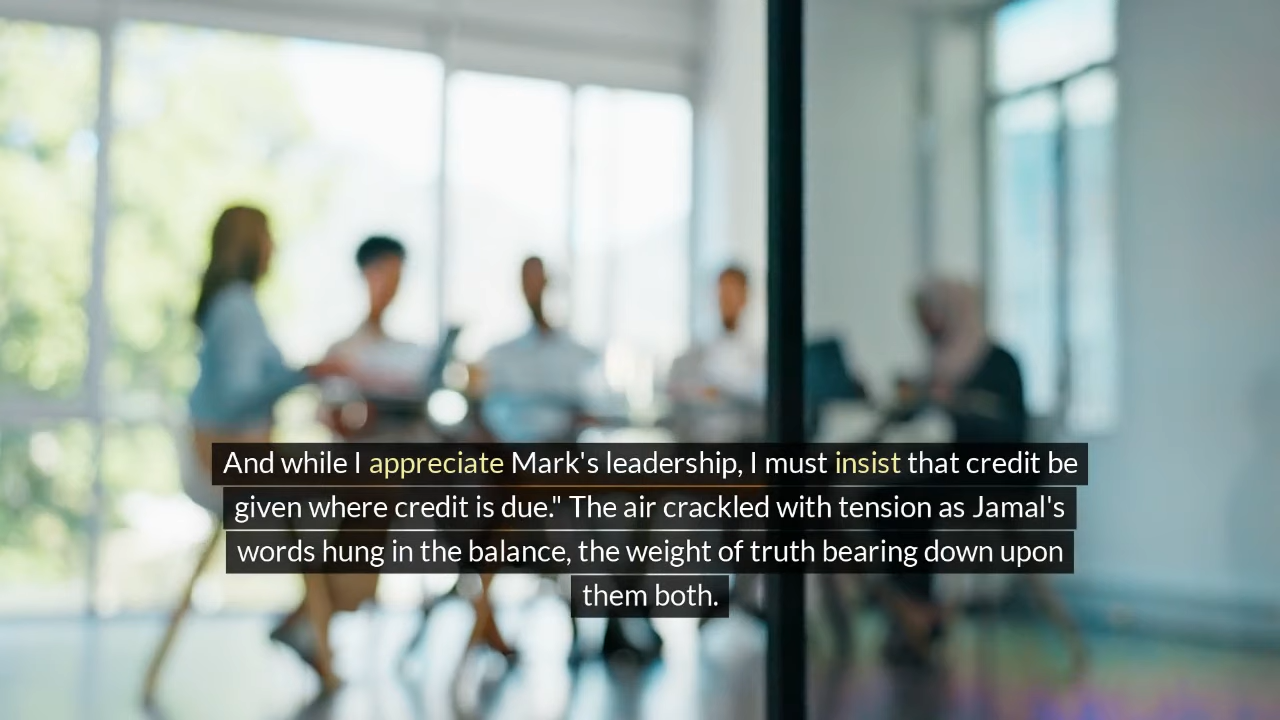 And while I appreciate Mark's leadership, I must insist that credit be
given where credit is due." The air crackled with tension as Jamal's
words hung in the balance, the weight of truth bearing down upon
them both.